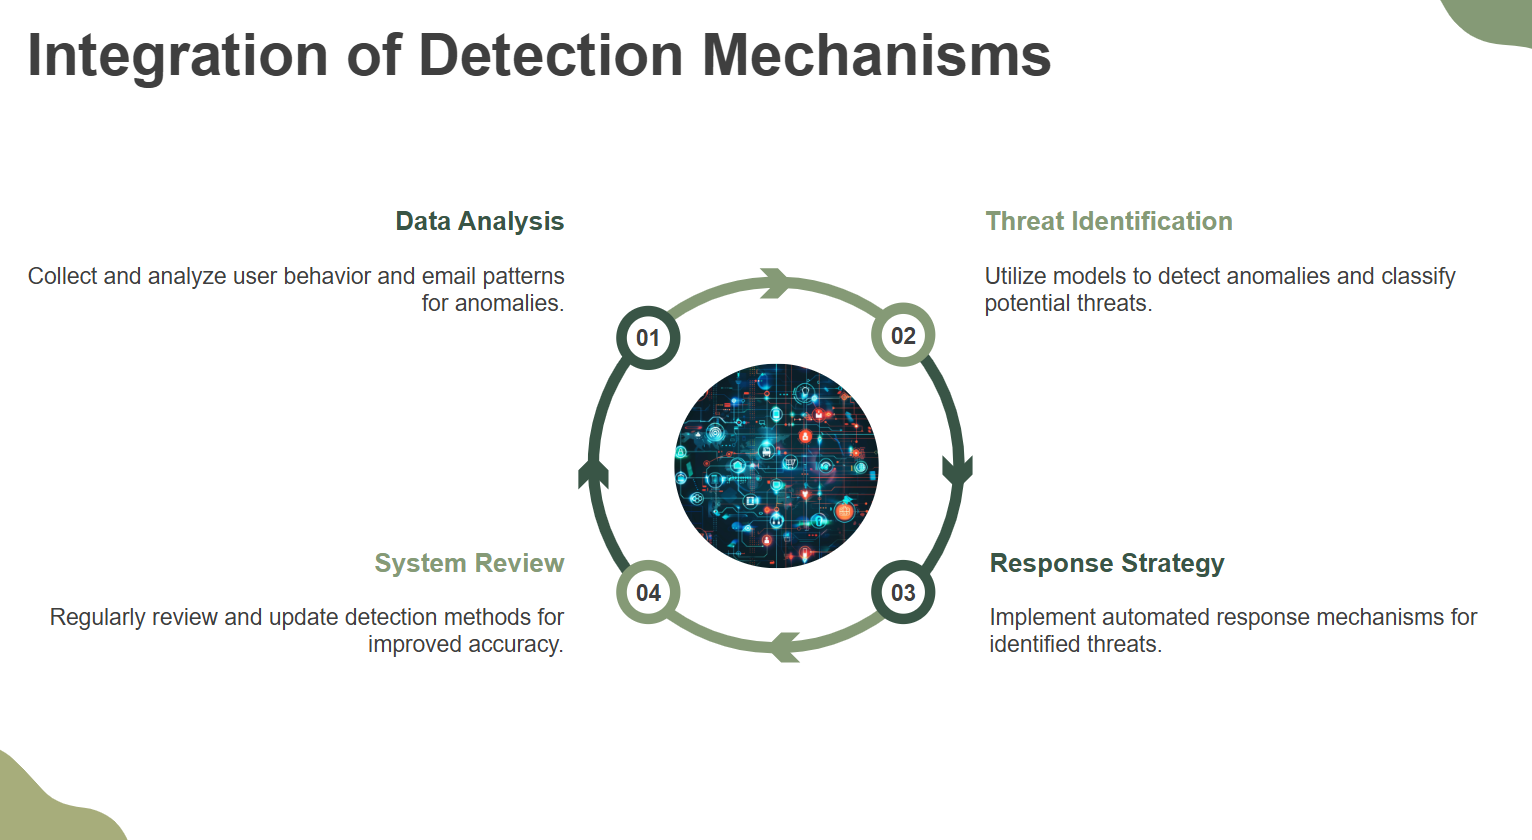 Integration of Detection Mechanisms
Data Analysis
Collect and analyze user behavior and email patterns
for anomalies.
01
Threat Identification
Utilize models to detect anomalies and classify
potential threats.
02
Response Strategy
Implement automated response mechanisms for
identified threats.
03
System Review
Regularly review and update detection methods for
improved accuracy.
04